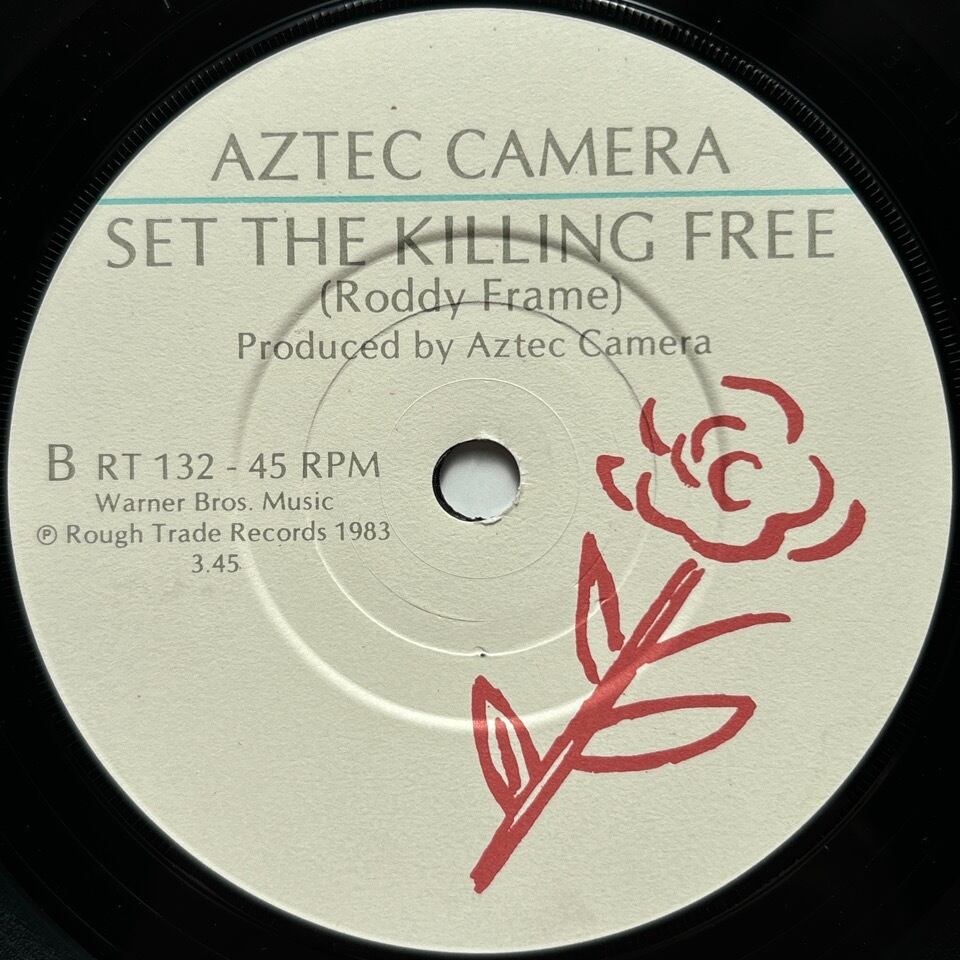 AZTEC CAMERA
SET THE KILLING FREE
(Roddy Frame)
Produced by Aztec Camera
B RT 132 - 45 RPM
Warner Bros. Music
℗ Rough Trade Records 1983
3.45